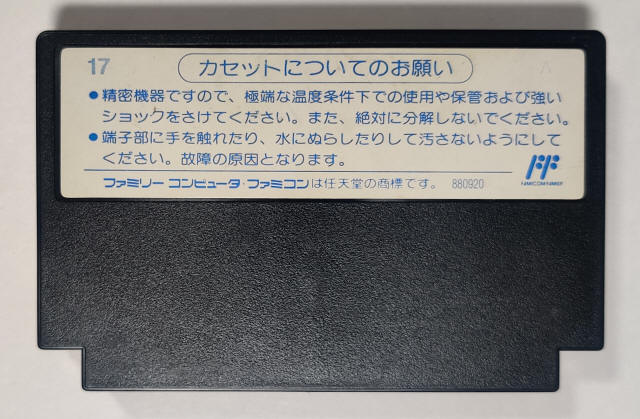 17
カセットについてのお願い
●精密機器ですので、極端な温度条件下での使用や保管および強い
ショックをさけてください。また、絶対に分解しないでください。
●端子部に手を触れたり、水にぬらしたりして汚さないようにして
ください。故障の原因となります。
ファミリー コンピュータ・ファミコンは任天堂の商標です。 880920
FF
FAMICOM FAMILY